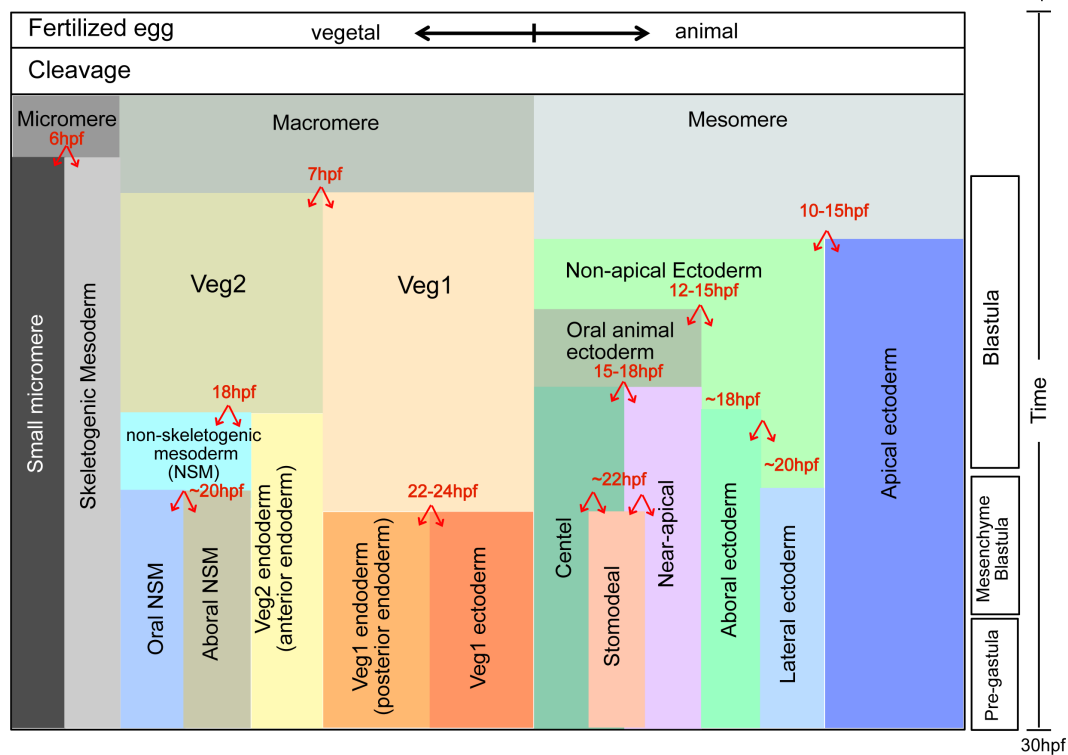 Fertilized egg
vegetal
animal
Cleavage
Micromere
Macromere
Mesomere
6hpf
7hpf
10-15hpf
Non-apical Ectoderm
12-15hpf
Oral animal
ectoderm
15-18hpf
Veg2
Veg1
18hpf
~18hpf
non-skeletogenic
mesoderm
(NSM)
~20hpf
22-24hpf
~22hpf
~20hpf
Small micromere
Skeletogenic Mesoderm
Oral NSM
Aboral NSM
Veg2 endoderm
(anterior endoderm)
Veg1 endoderm
(posterior endoderm)
Veg1 ectoderm
Centel
Stomodeal
Near-apical
Aboral ectoderm
Lateral ectoderm
Apical ectoderm
Blastula
Mesenchyme
Blastula
Pre-gastula
Time
30hpf